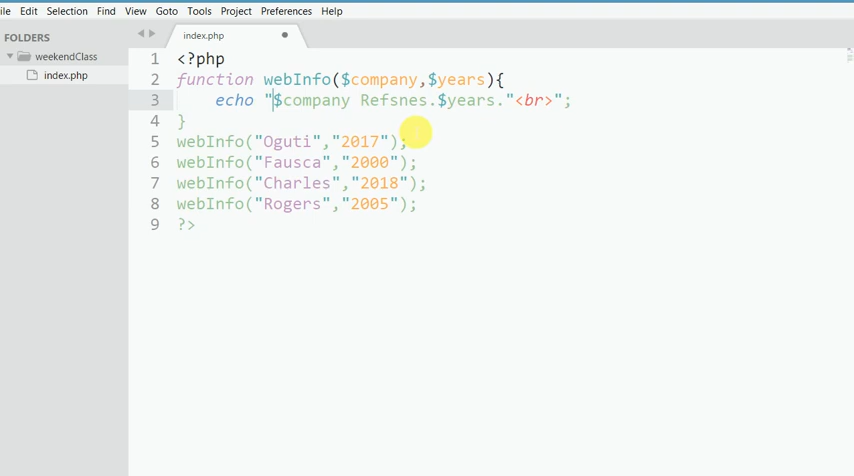 ile Edit Selection Find View Goto Tools Project Preferences Help
FOLDERS
weekendClass
index.php
index.php
1 <?php
2 function webInfo($company,$years){
3 echo "$company Refsnes.$years."<br>";
4 }
5 webInfo("Oguti","2017");
6 webInfo("Fausca","2000");
7 webInfo("Charles","2018");
8 webInfo("Rogers","2005");
9 ?>